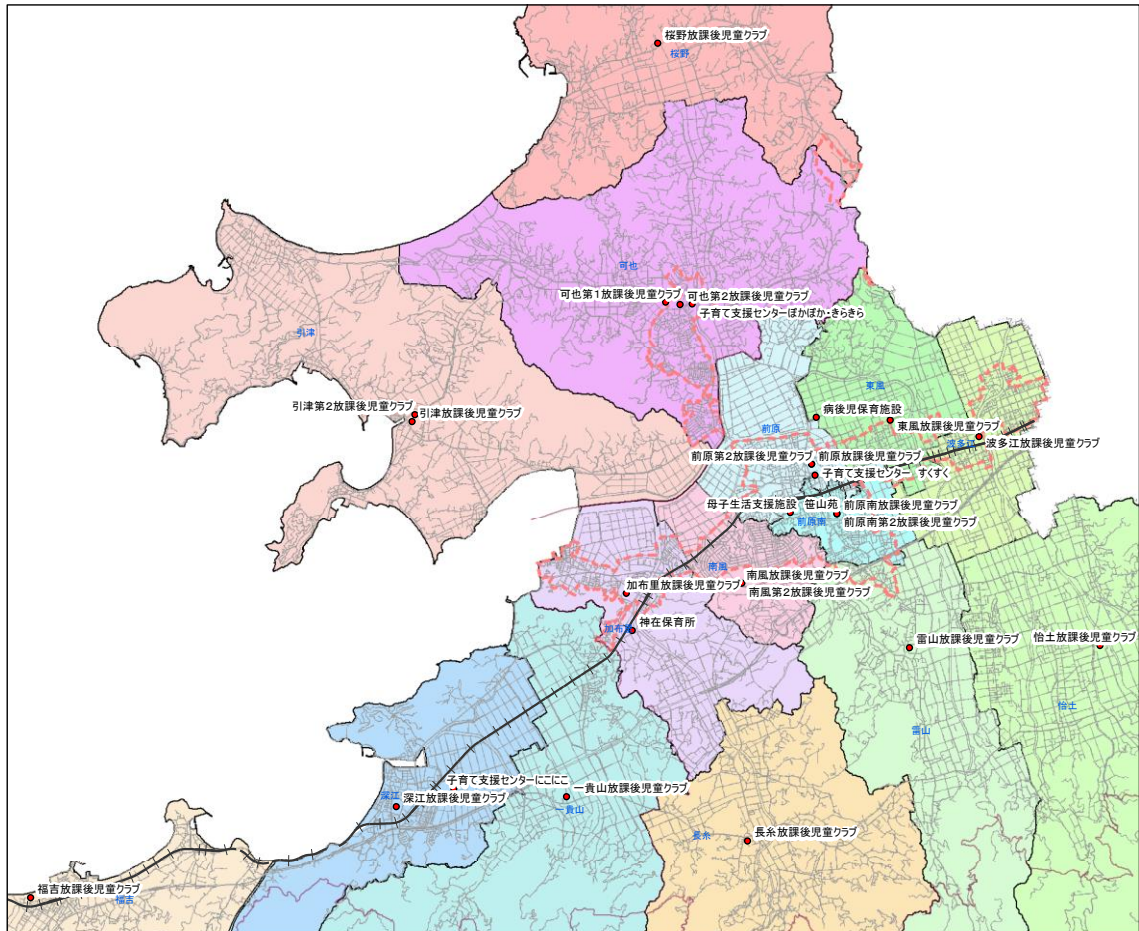 桜野放課後児童クラブ
桜野
可也
可也第1放課後児童クラブ
可也第2放課後児童クラブ
子育て支援センターぽかぽか・きらきら
引津
東風
引津第2放課後児童クラブ
引津放課後児童クラブ
病後児保育施設
東風放課後児童クラブ
前原
波多江
波多江放課後児童クラブ
前原第2放課後児童クラブ
前原放課後児童クラブ
子育て支援センター すくすく
母子生活支援施設 笹山苑
前原南放課後児童クラブ
前原南
前原南第2放課後児童クラブ
南風
南風放課後児童クラブ
加布里放課後児童クラブ
南風第2放課後児童クラブ
加布里
神在保育所
雷山放課後児童クラブ
怡土放課後児童クラブ
怡土
雷山
子育て支援センターにこにこ
一貴山放課後児童クラブ
深江
深江放課後児童クラブ
貴山
長糸
長糸放課後児童クラブ
福吉放課後児童クラブ
福吉